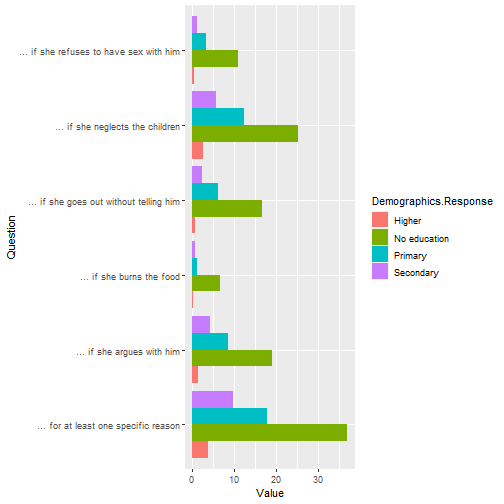 ... if she refuses to have sex with him
... if she neglects the children
... if she goes out without telling him
... if she burns the food
... if she argues with him
... for at least one specific reason
Question
0 10 20 30
Value
Demographics.Response
Higher
No education
Primary
Secondary